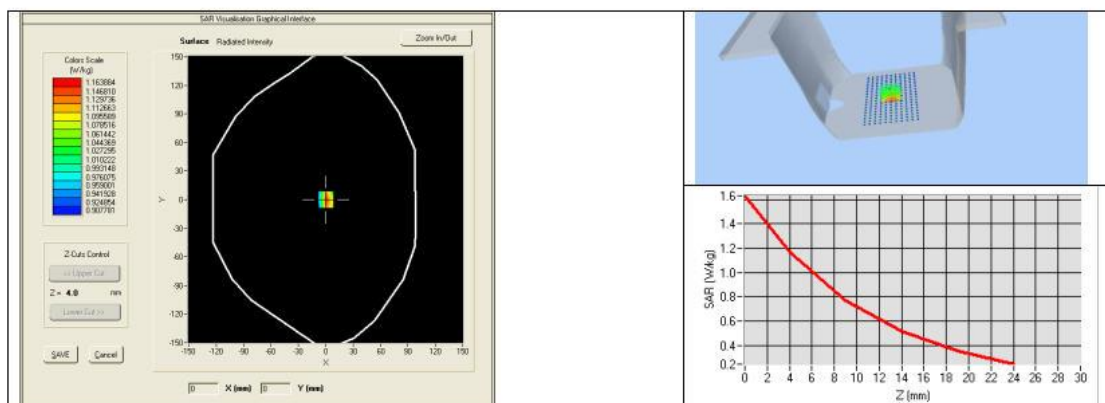 SAR Visualisation Graphical Interface
Surface Radiated Intensity
Zoom In/Out
Colors Scale
(W/kg)
1.163884
1.146810
1.129736
1.112663
1.095589
1.078516
1.061442
1.044369
1.027295
1.010222
0.993148
0.976075
0.959001
0.941928
0.924854
0.907781
150
120
90
60
30
0
-30
-60
-90
-120
-150
Y
-150 -120 -90 -60 -30 0 30 60 90 120 150
X
Z-Cuts Control
<< Upper Cut
Z = 4.0 mm
Lower Cut >>
SAVE Cancel
0 X (mm) 0 Y (mm)
1.6
1.4
1.2
1.0
0.8
0.6
0.4
0.2
SAR (W/kg)
0 2 4 6 8 10 12 14 16 18 20 22 24 26 28 30
Z (mm)